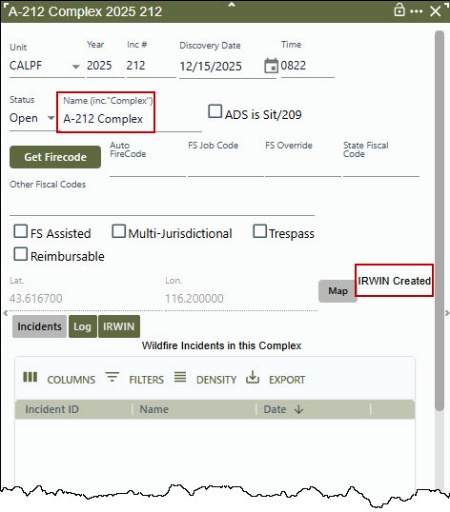 A-212 Complex 2025 212
Unit Year Inc # Discovery Date Time
CALPF 2025 212 12/15/2025 0822
Status Name (inc."Complex")
Open A-212 Complex ADS is Sit/209
Get Firecode Auto FireCode FS Job Code FS Override State Fiscal Code
Other Fiscal Codes
FS Assisted Multi-Jurisdictional Trespass
Reimbursable
Lat. Lon. IRWIN Created
43.616700 116.200000 Map
Incidents Log IRWIN
Wildfire Incidents in this Complex
COLUMNS FILTERS DENSITY EXPORT
Incident ID Name Date